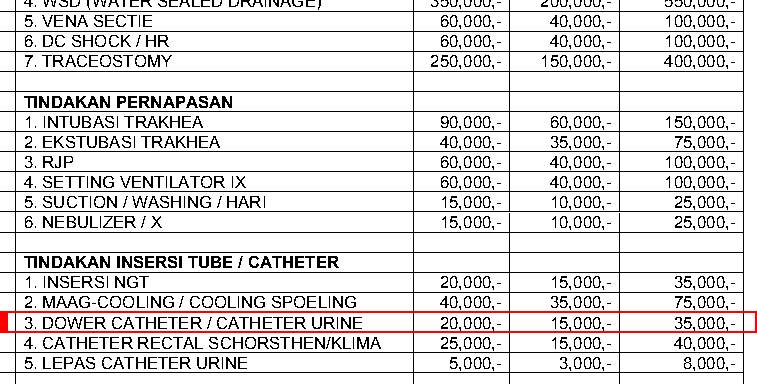 4. WSD (WATER SEALED DRAINAGE) 350,000,- 200,000,- 550,000,-
5. VENA SECTIE 60,000,- 40,000,- 100,000,-
6. DC SHOCK / HR 60,000,- 40,000,- 100,000,-
7. TRACEOSTOMY 250,000,- 150,000,- 400,000,-
TINDAKAN PERNAPASAN
1. INTUBASI TRAKHEA 90,000,- 60,000,- 150,000,-
2. EKSTUBASI TRAKHEA 40,000,- 35,000,- 75,000,-
3. RJP 60,000,- 40,000,- 100,000,-
4. SETTING VENTILATOR IX 60,000,- 40,000,- 100,000,-
5. SUCTION / WASHING / HARI 15,000,- 10,000,- 25,000,-
6. NEBULIZER / X 15,000,- 10,000,- 25,000,-
TINDAKAN INSERSI TUBE / CATHETER
1. INSERSI NGT 20,000,- 15,000,- 35,000,-
2. MAAG-COOLING / COOLING SPOELING 40,000,- 35,000,- 75,000,-
3. DOWER CATHETER / CATHETER URINE 20,000,- 15,000,- 35,000,-
4. CATHETER RECTAL SCHORSTHEN/KLIMA 25,000,- 15,000,- 40,000,-
5. LEPAS CATHETER URINE 5,000,- 3,000,- 8,000,-